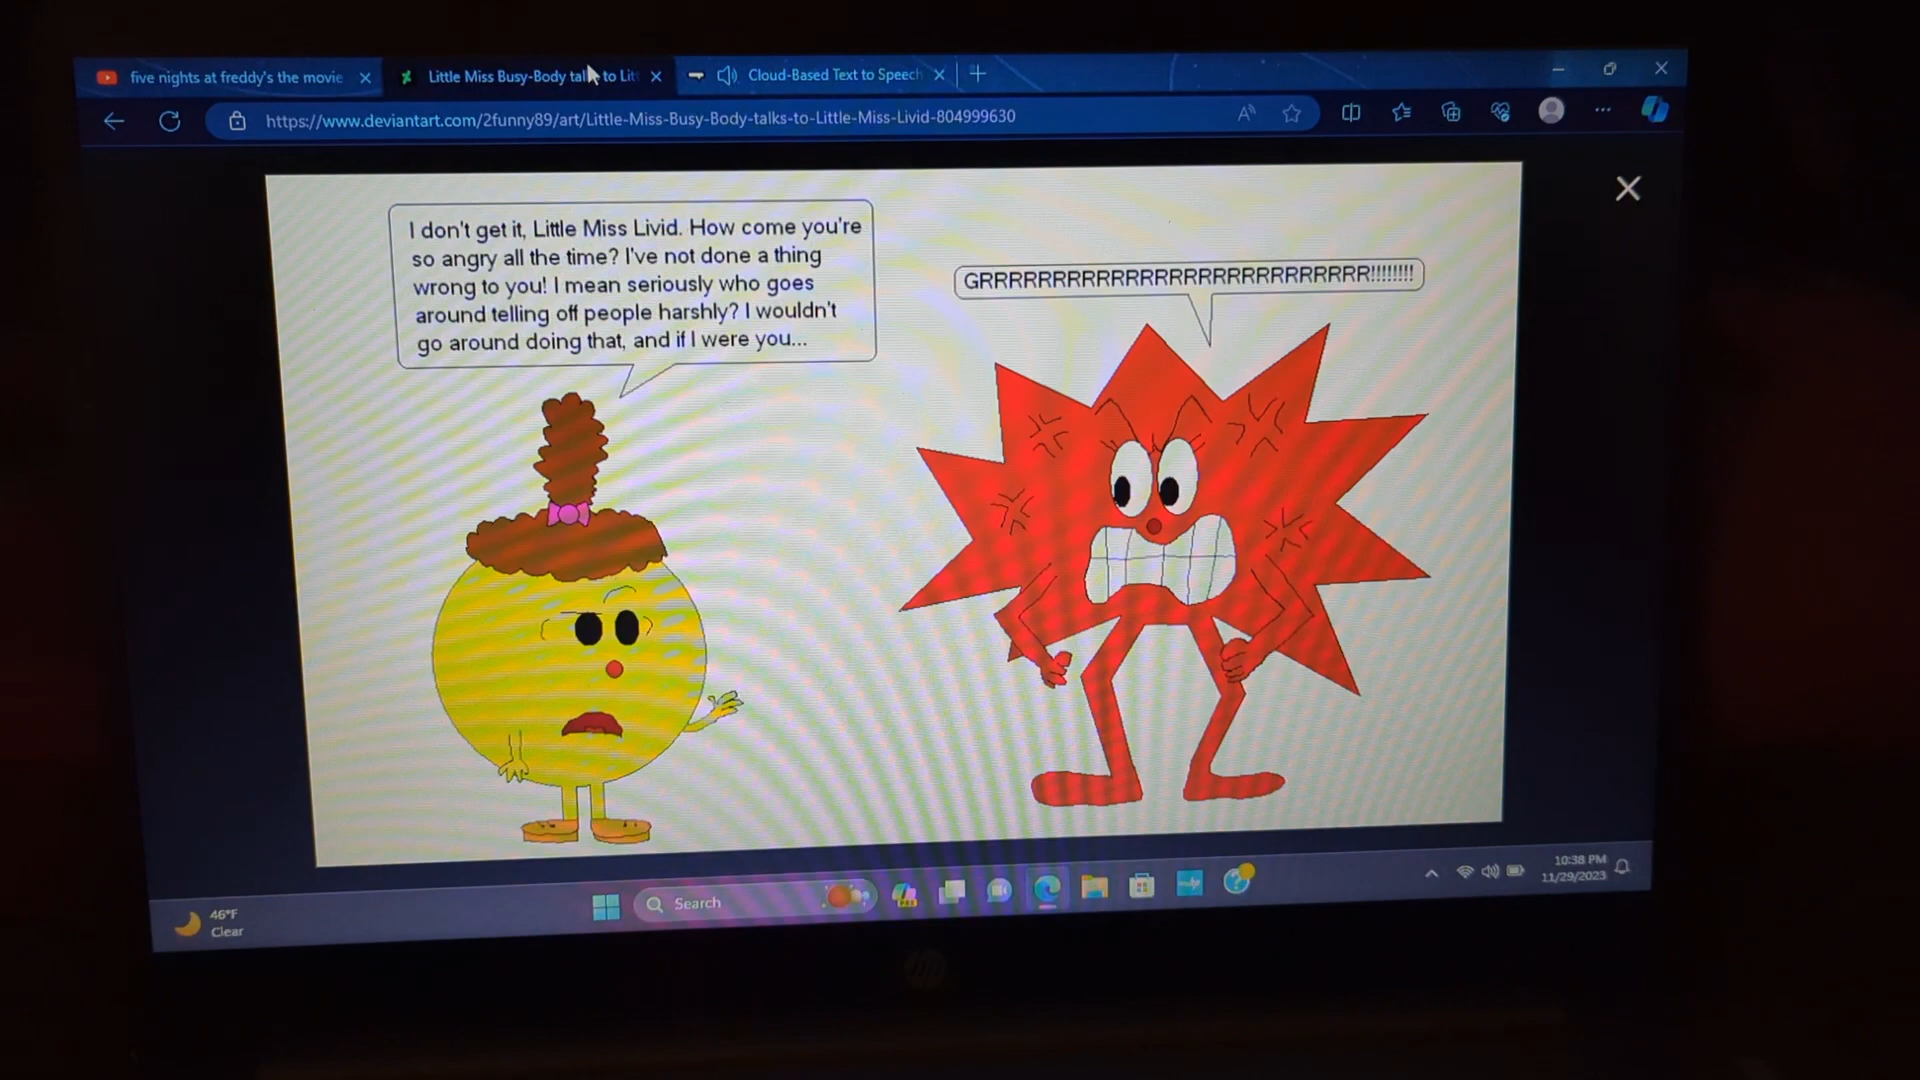 five nights at freddy's the movie
Little Miss Busy-Body talks to Lit
Cloud-Based Text to Speech
https://www.deviantart.com/2funny89/art/Little-Miss-Busy-Body-talks-to-Little-Miss-Livid-804999630
I don't get it, Little Miss Livid. How come you're
so angry all the time? I've not done a thing
wrong to you! I mean seriously who goes
around telling off people harshly? I wouldn't
go around doing that, and if I were you...
GRRRRRRRRRRRRRRRRRRRRRRRRRRR!!!!!!!!
46°F
Clear
Search
10:38 PM
11/29/2023
hp